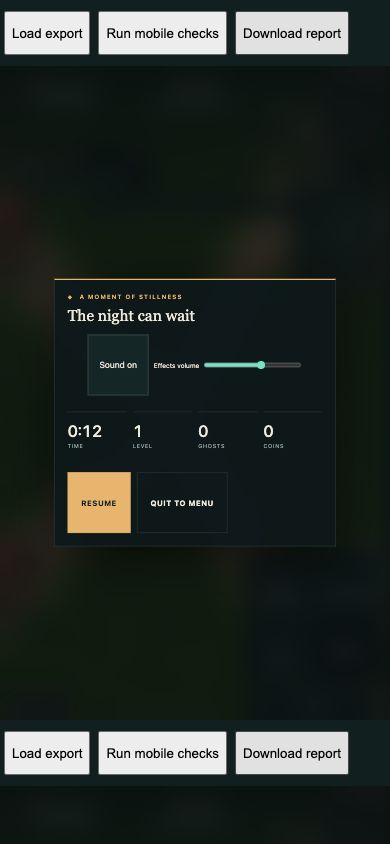 Load export Run mobile checks Download report
◆ A MOMENT OF STILLNESS
The night can wait
Sound on Effects volume
0:12 1 0 0
TIME LEVEL GHOSTS COINS
RESUME QUIT TO MENU
Load export Run mobile checks Download report